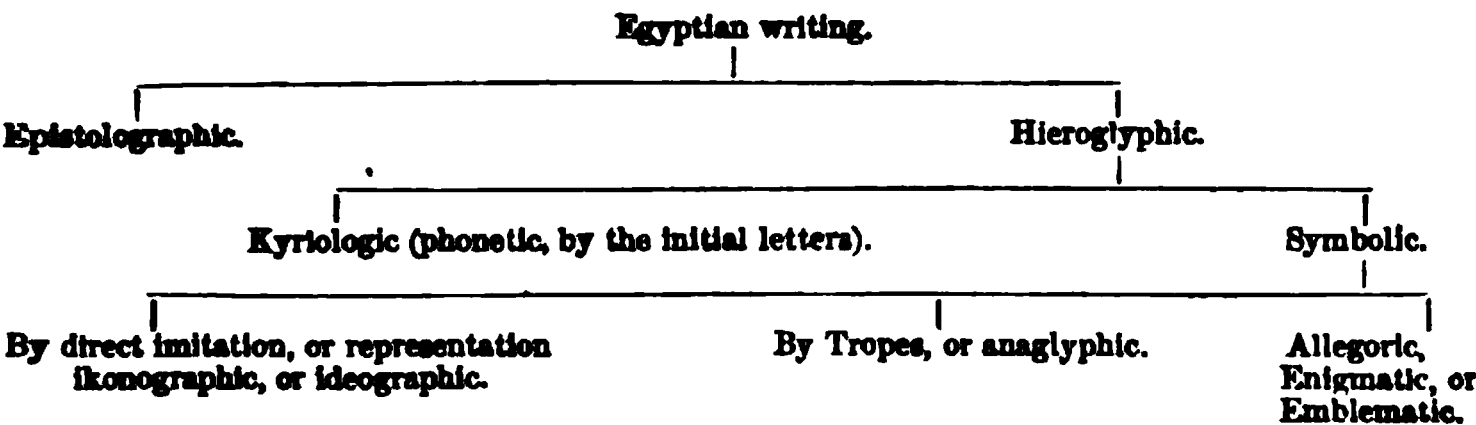 Egyptian writing.
Epistolographic.
Hieroglyphic.
Kyriologic (phonetic, by the initial letters).
Symbolic.
By direct imitation, or representation
ikonographic, or ideographic.
By Tropes, or anaglyphic.
Allegoric,
Enigmatic, or
Emblematic.